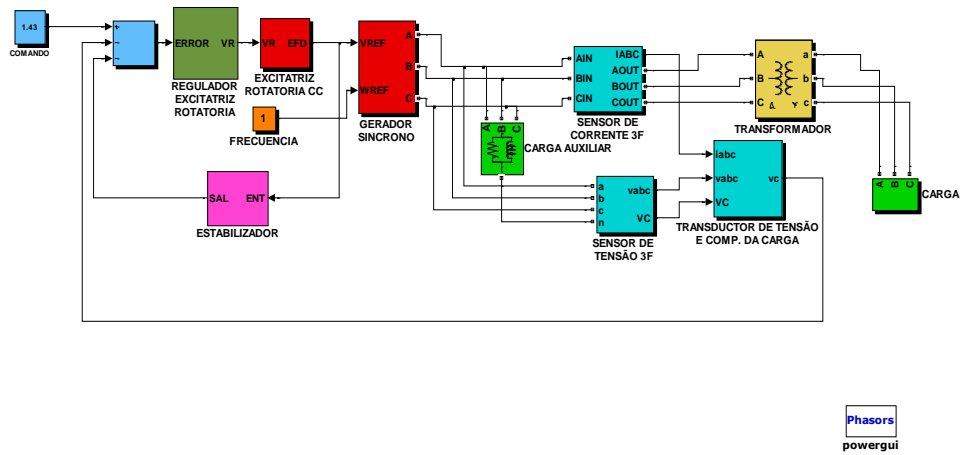 1.43
COMANDO
+
−
−
ERROR VR
REGULADOR
EXCITATRIZ
ROTATORIA
VR EFD
EXCITATRIZ
ROTATORIA CC
1
FRECUENCIA
VREF
WREF
A
B
C
GERADOR
SINCRONO
SAL ENT
ESTABILIZADOR
A B C
CARGA AUXILIAR
AIN
BIN
CIN
IABC
AOUT
BOUT
COUT
SENSOR DE
CORRENTE 3F
a
b
c
n
vabc
VC
SENSOR DE
TENSÃO 3F
iabc
vabc
VC
vc
TRANSDUCTOR DE TENSÃO
E COMP. DA CARGA
A
B
C
a
b
c
TRANSFORMADOR
A B C
CARGA
Phasors
powergui